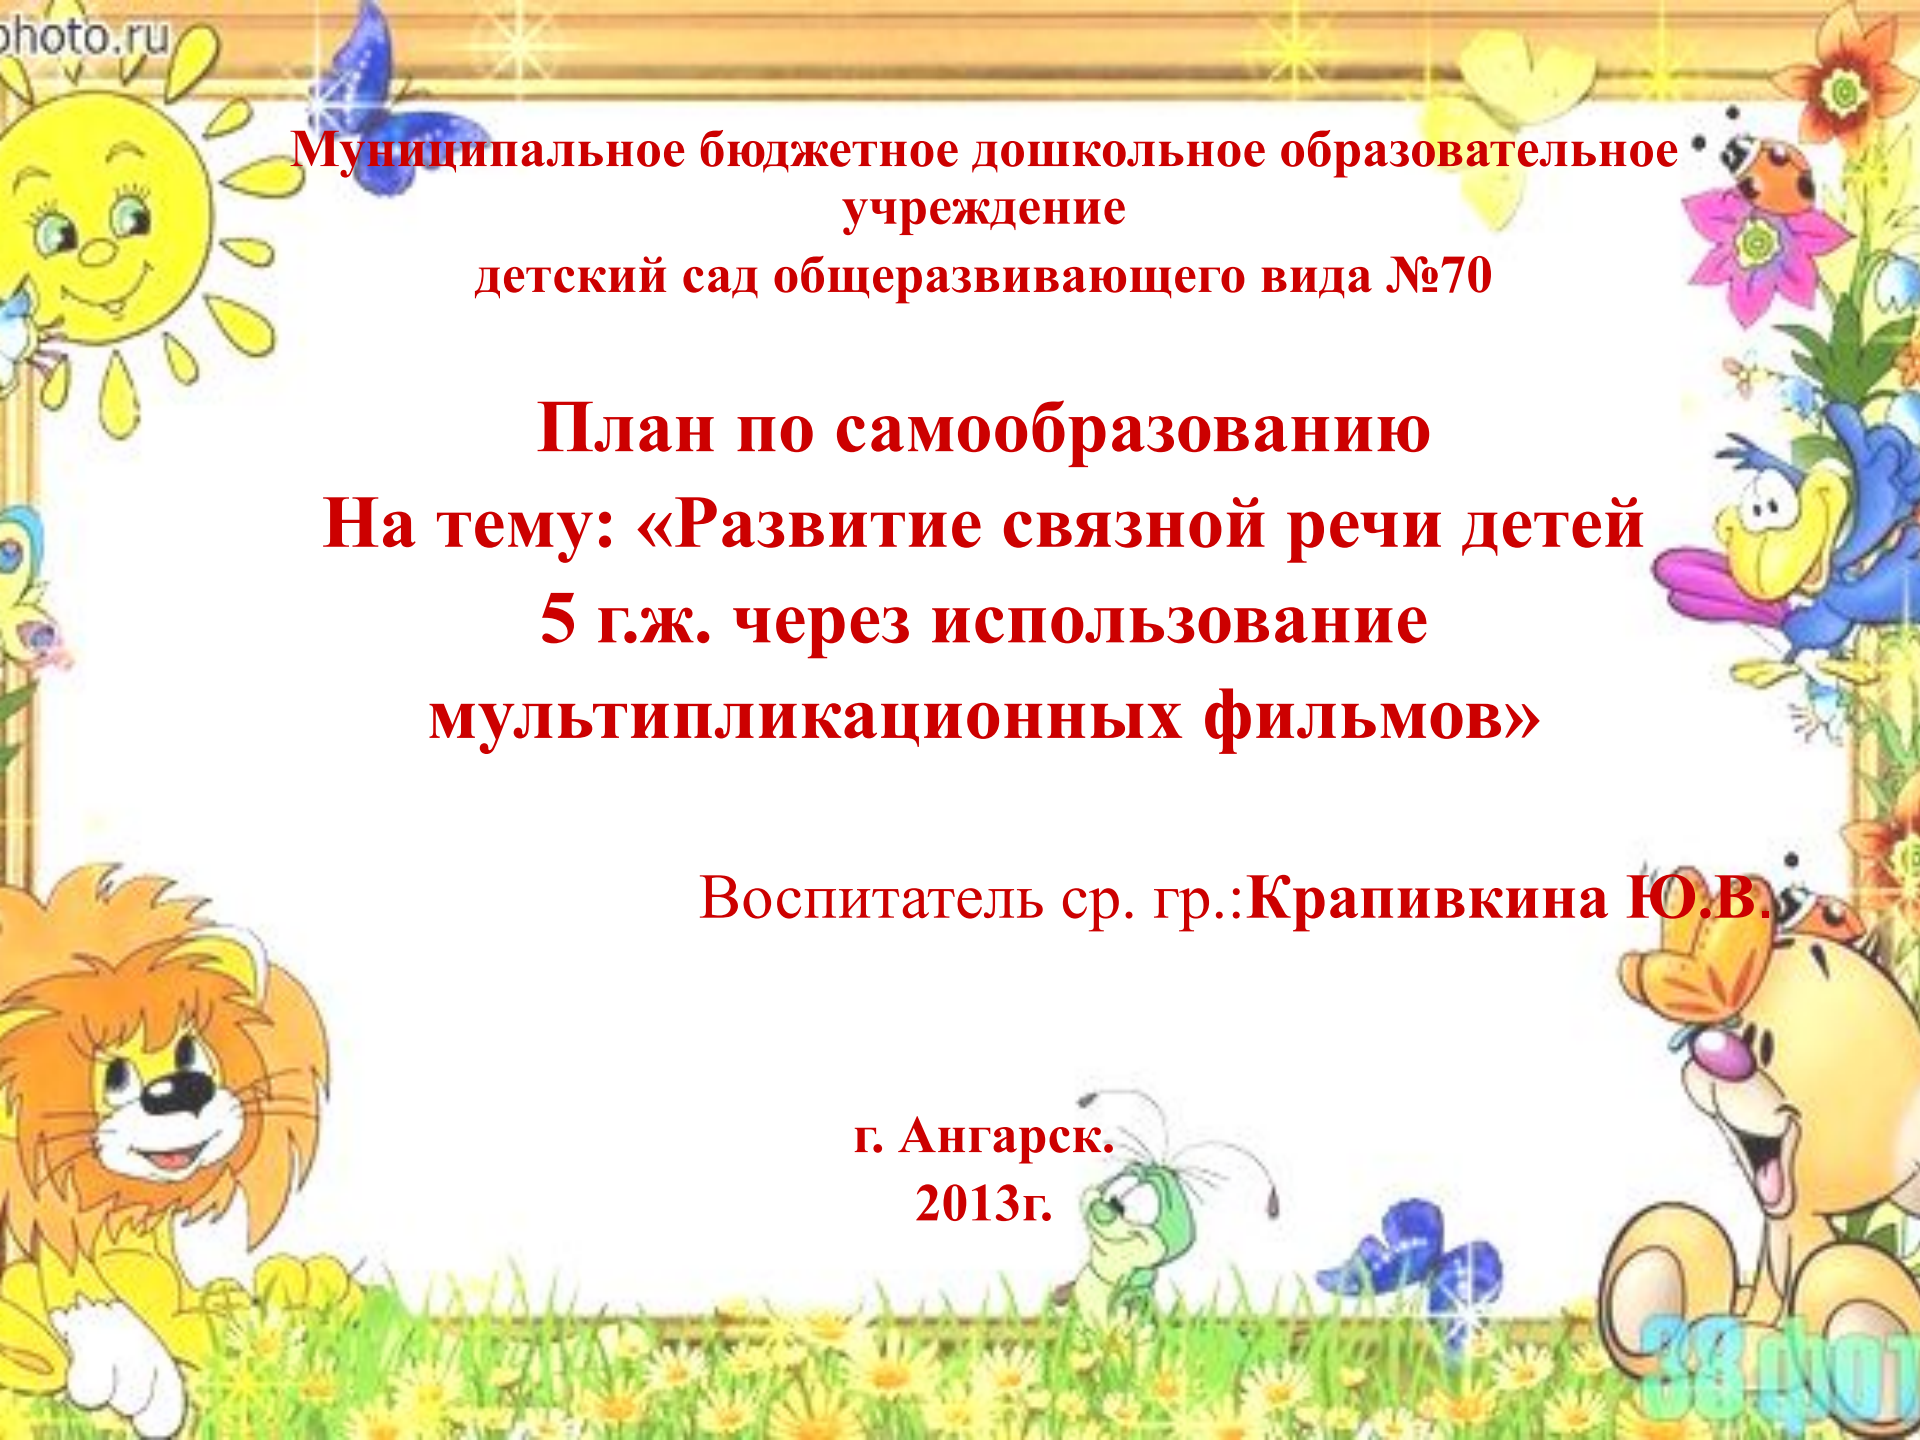 photo.ru
Муниципальное бюджетное дошкольное образовательное
учреждение
детский сад общеразвивающего вида №70
План по самообразованию
На тему: «Развитие связной речи детей
5 г.ж. через использование
мультипликационных фильмов»
Воспитатель ср. гр.:Крапивкина Ю.В.
г. Ангарск.
2013г.